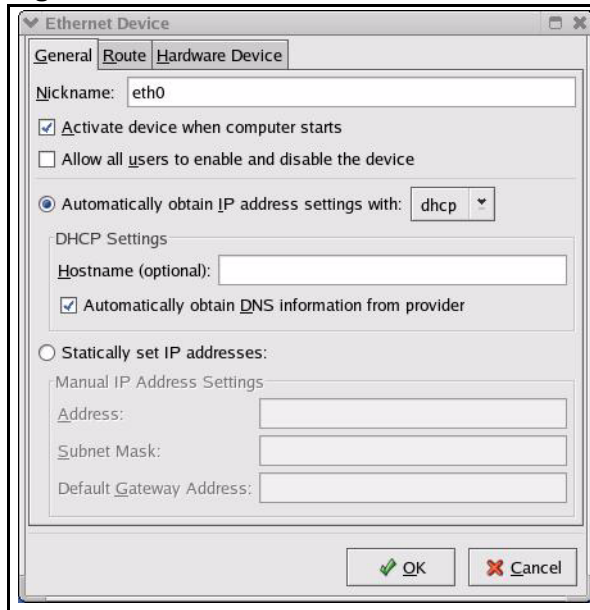 Ethernet Device
General Route Hardware Device
Nickname: eth0
Activate device when computer starts
Allow all users to enable and disable the device
Automatically obtain IP address settings with: dhcp
DHCP Settings
Hostname (optional):
Automatically obtain DNS information from provider
Statically set IP addresses:
Manual IP Address Settings
Address:
Subnet Mask:
Default Gateway Address:
OK Cancel